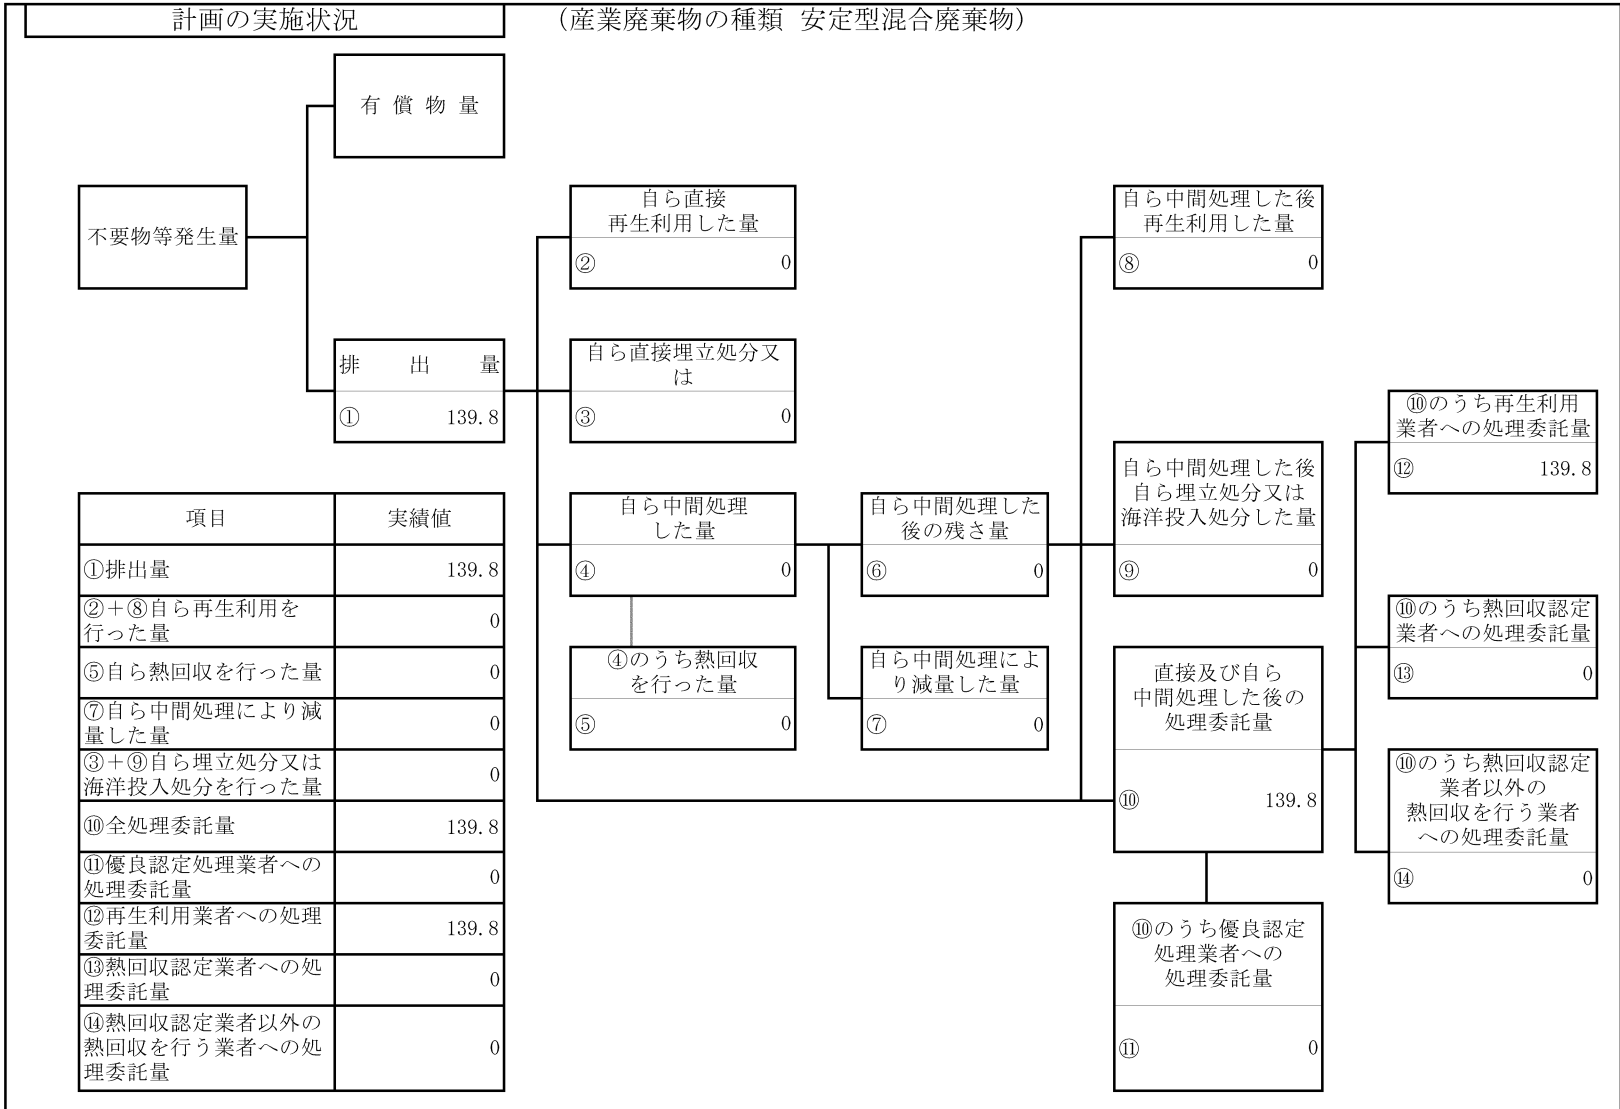 計画の実施状況
（産業廃棄物の種類 安定型混合廃棄物）
有償物量
不要物等発生量
自ら直接
再生利用した量
② 0
自ら中間処理した後
再生利用した量
⑧ 0
排出量
① 139.8
自ら直接埋立処分又
は
③ 0
⑩のうち再生利用
業者への処理委託量
⑫ 139.8
自ら中間処理した後
自ら埋立処分又は
海洋投入処分した量
⑨ 0
自ら中間処理
した量
④ 0
自ら中間処理した
後の残さ量
⑥ 0
⑩のうち熱回収認定
業者への処理委託量
⑬ 0
④のうち熱回収
を行った量
⑤ 0
自ら中間処理によ
り減量した量
⑦ 0
直接及び自ら
中間処理した後の
処理委託量
⑩ 139.8
⑩のうち熱回収認定
業者以外の
熱回収を行う業者
への処理委託量
⑭ 0
⑩のうち優良認定
処理業者への
処理委託量
⑪ 0
項目 実績値
①排出量 139.8
②＋⑧自ら再生利用を
行った量 0
⑤自ら熱回収を行った量 0
⑦自ら中間処理により減
量した量 0
③＋⑨自ら埋立処分又は
海洋投入処分を行った量 0
⑩全処理委託量 139.8
⑪優良認定処理業者への
処理委託量 0
⑫再生利用業者への処理
委託量 139.8
⑬熱回収認定業者への処
理委託量 0
⑭熱回収認定業者以外の
熱回収を行う業者への処
理委託量 0